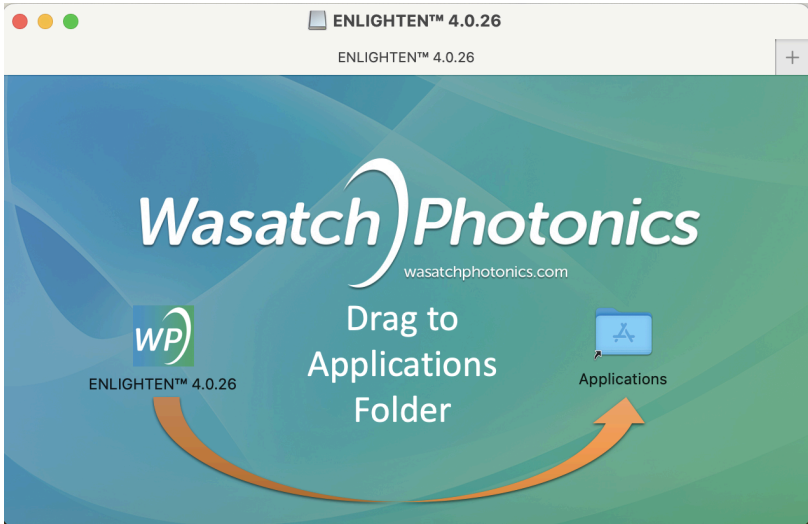 ENLIGHTEN™ 4.0.26
ENLIGHTEN™ 4.0.26
Wasatch Photonics
wasatchphotonics.com
Drag to
Applications
Folder
WP
ENLIGHTEN™ 4.0.26
Applications